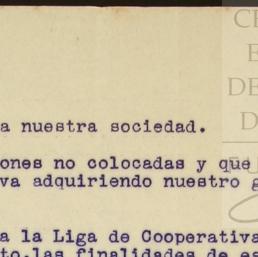 a nuestra sociedad.
ones no colocadas y que
va adquiriendo nuestro g
a la Liga de Cooperativa
to, las finalidades de es